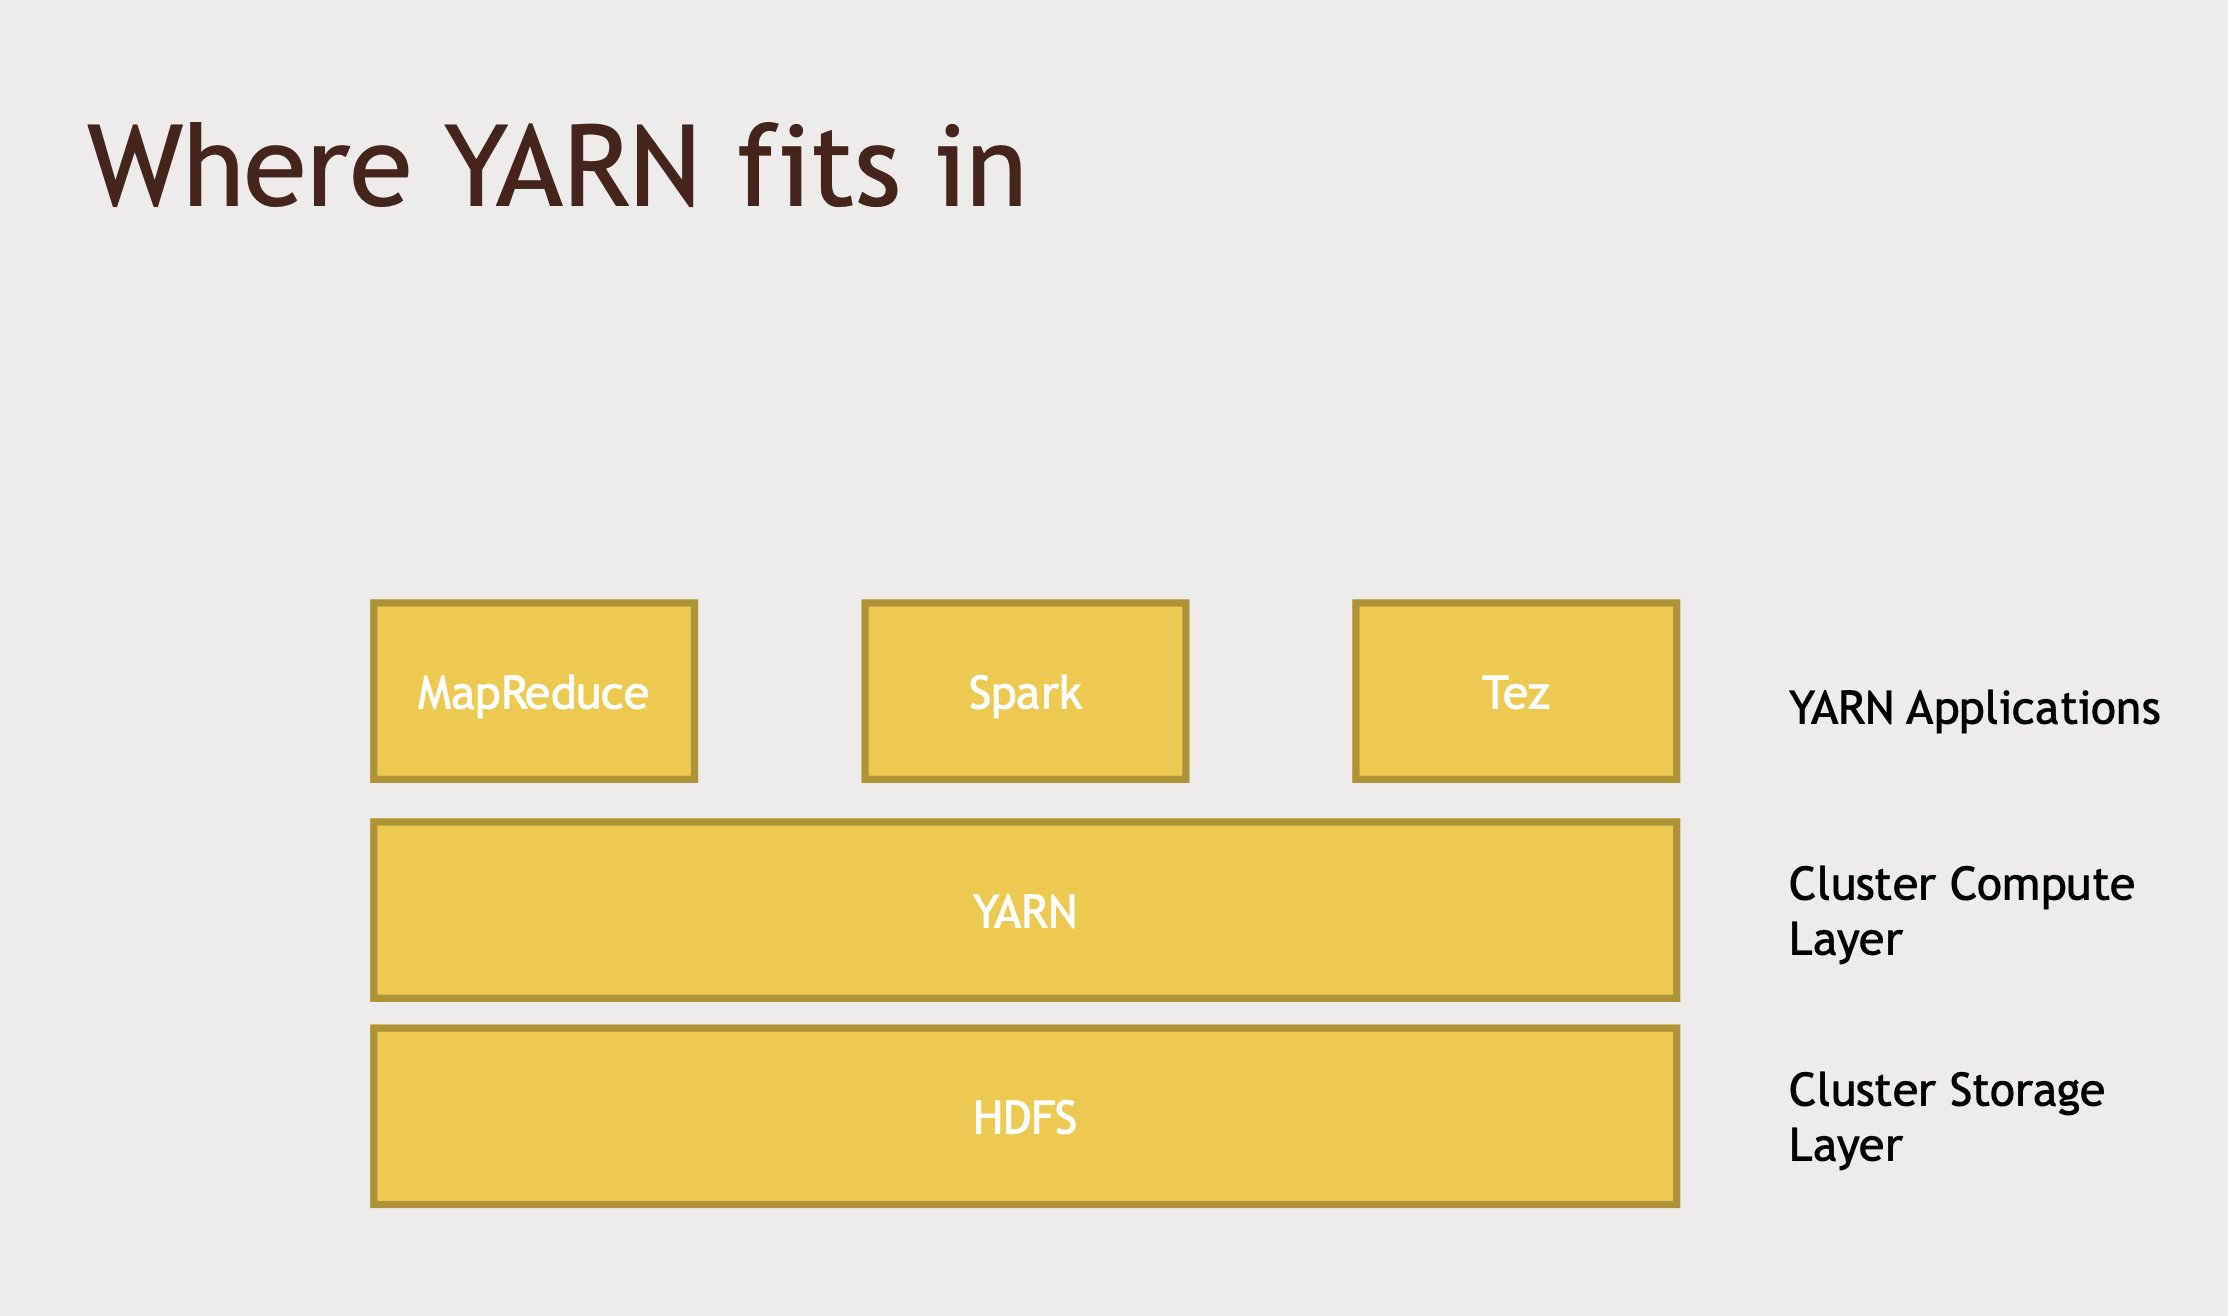 Where YARN fits in
MapReduce
Spark
Tez
YARN Applications
YARN
Cluster Compute
Layer
HDFS
Cluster Storage
Layer